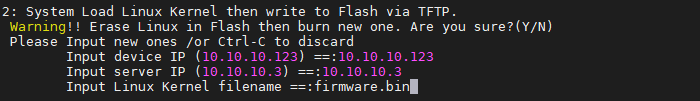 2: System Load Linux Kernel then write to Flash via TFTP.
Warning!! Erase Linux in Flash then burn new one. Are you sure?(Y/N)
Please Input new ones /or Ctrl-C to discard
Input device IP (10.10.10.123) ==:10.10.10.123
Input server IP (10.10.10.3) ==:10.10.10.3
Input Linux Kernel filename ==:firmware.bin